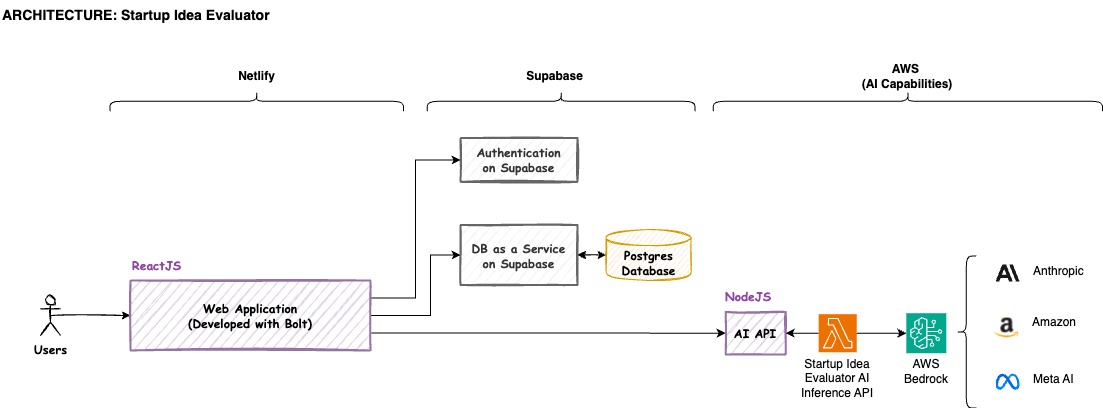 ARCHITECTURE: Startup Idea Evaluator
Netlify
Supabase
AWS
(AI Capabilities)
Authentication
on Supabase
DB as a Service
on Supabase
Postgres
Database
ReactJS
Web Application
(Developed with Bolt)
Users
NodeJS
AI API
Startup Idea
Evaluator AI
Inference API
AWS
Bedrock
Anthropic
Amazon
Meta AI